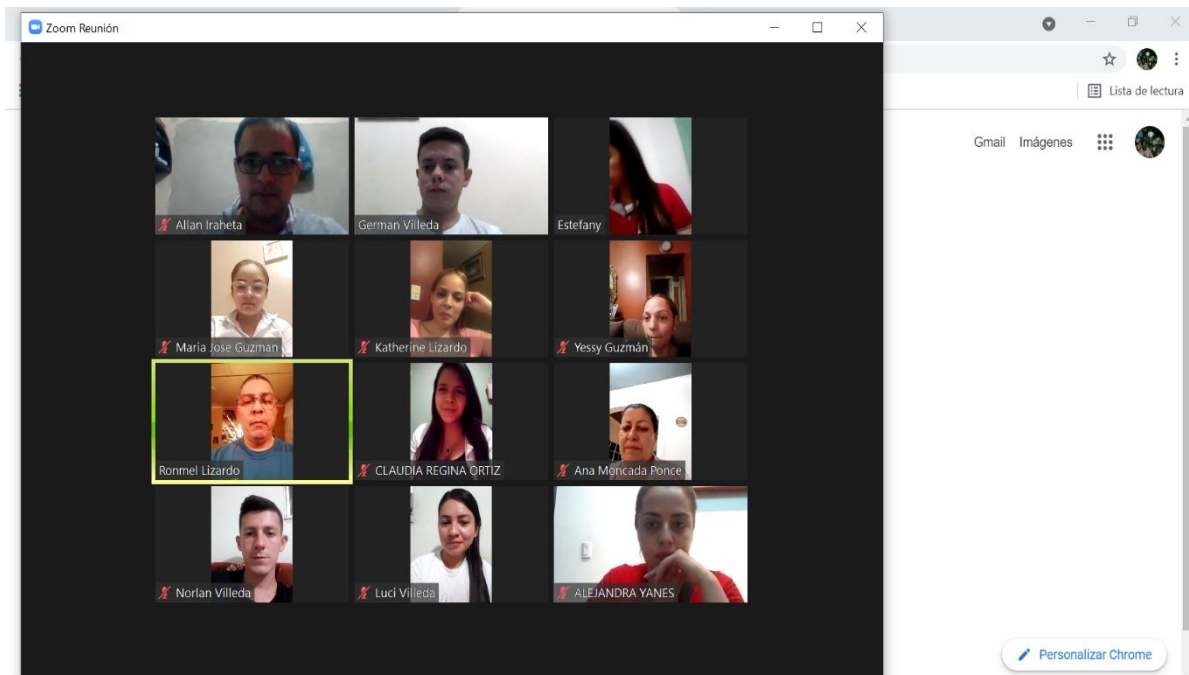 Zoom Reunión
Lista de lectura
Gmail Imágenes
Allan Iraheta
German Villeda
Estefany
Maria Jose Guzman
Katherine Lizardo
Yessy Guzmán
Ronmel Lizardo
CLAUDIA REGINA ORTIZ
Ana Moncada Ponce
Norlan Villeda
Luci Villeda
ALEJANDRA YANES
Personalizar Chrome